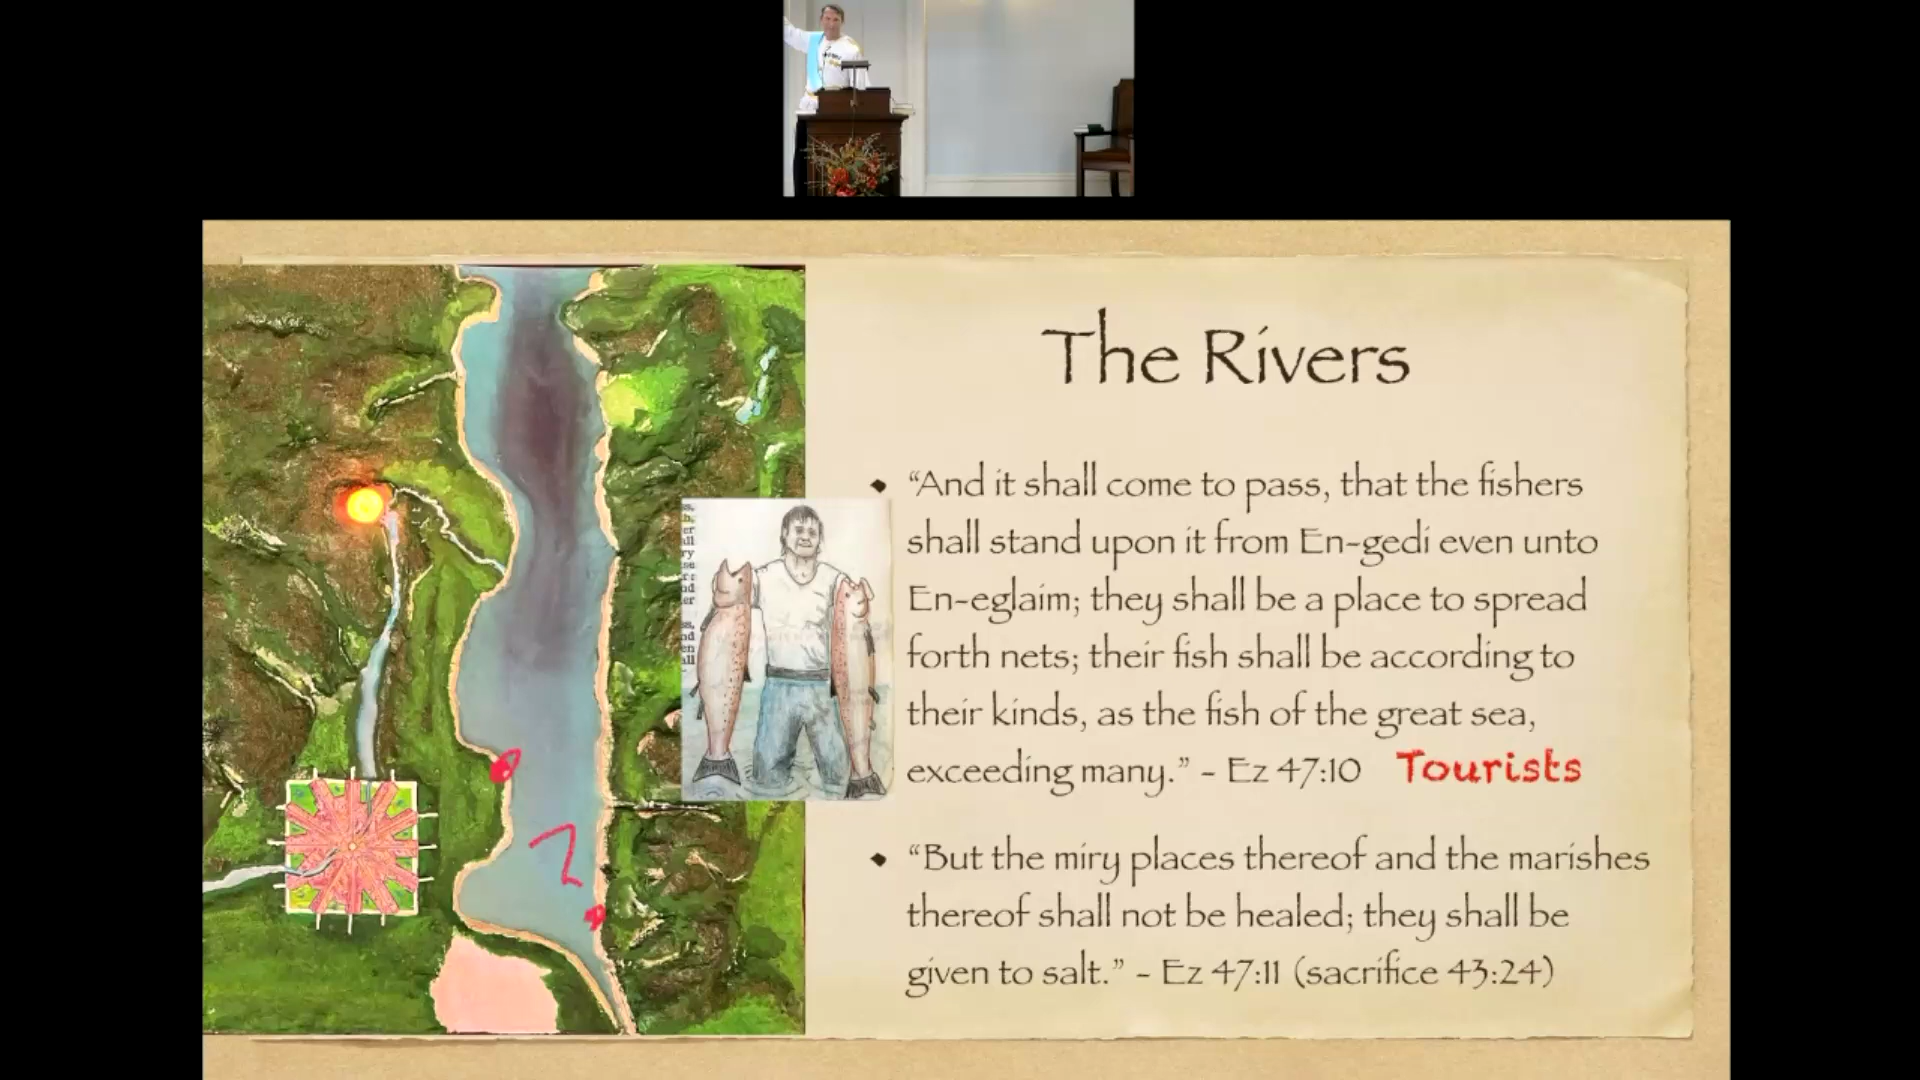 The Rivers
• “And it shall come to pass, that the fishers
shall stand upon it from En-gedi even unto
En-eglaim; they shall be a place to spread
forth nets; their fish shall be according to
their kinds, as the fish of the great sea,
exceeding many.” - Ez 47:10 Tourists
• “But the miry places thereof and the marishes
thereof shall not be healed; they shall be
given to salt.” - Ez 47:11 (sacrifice 43:24)